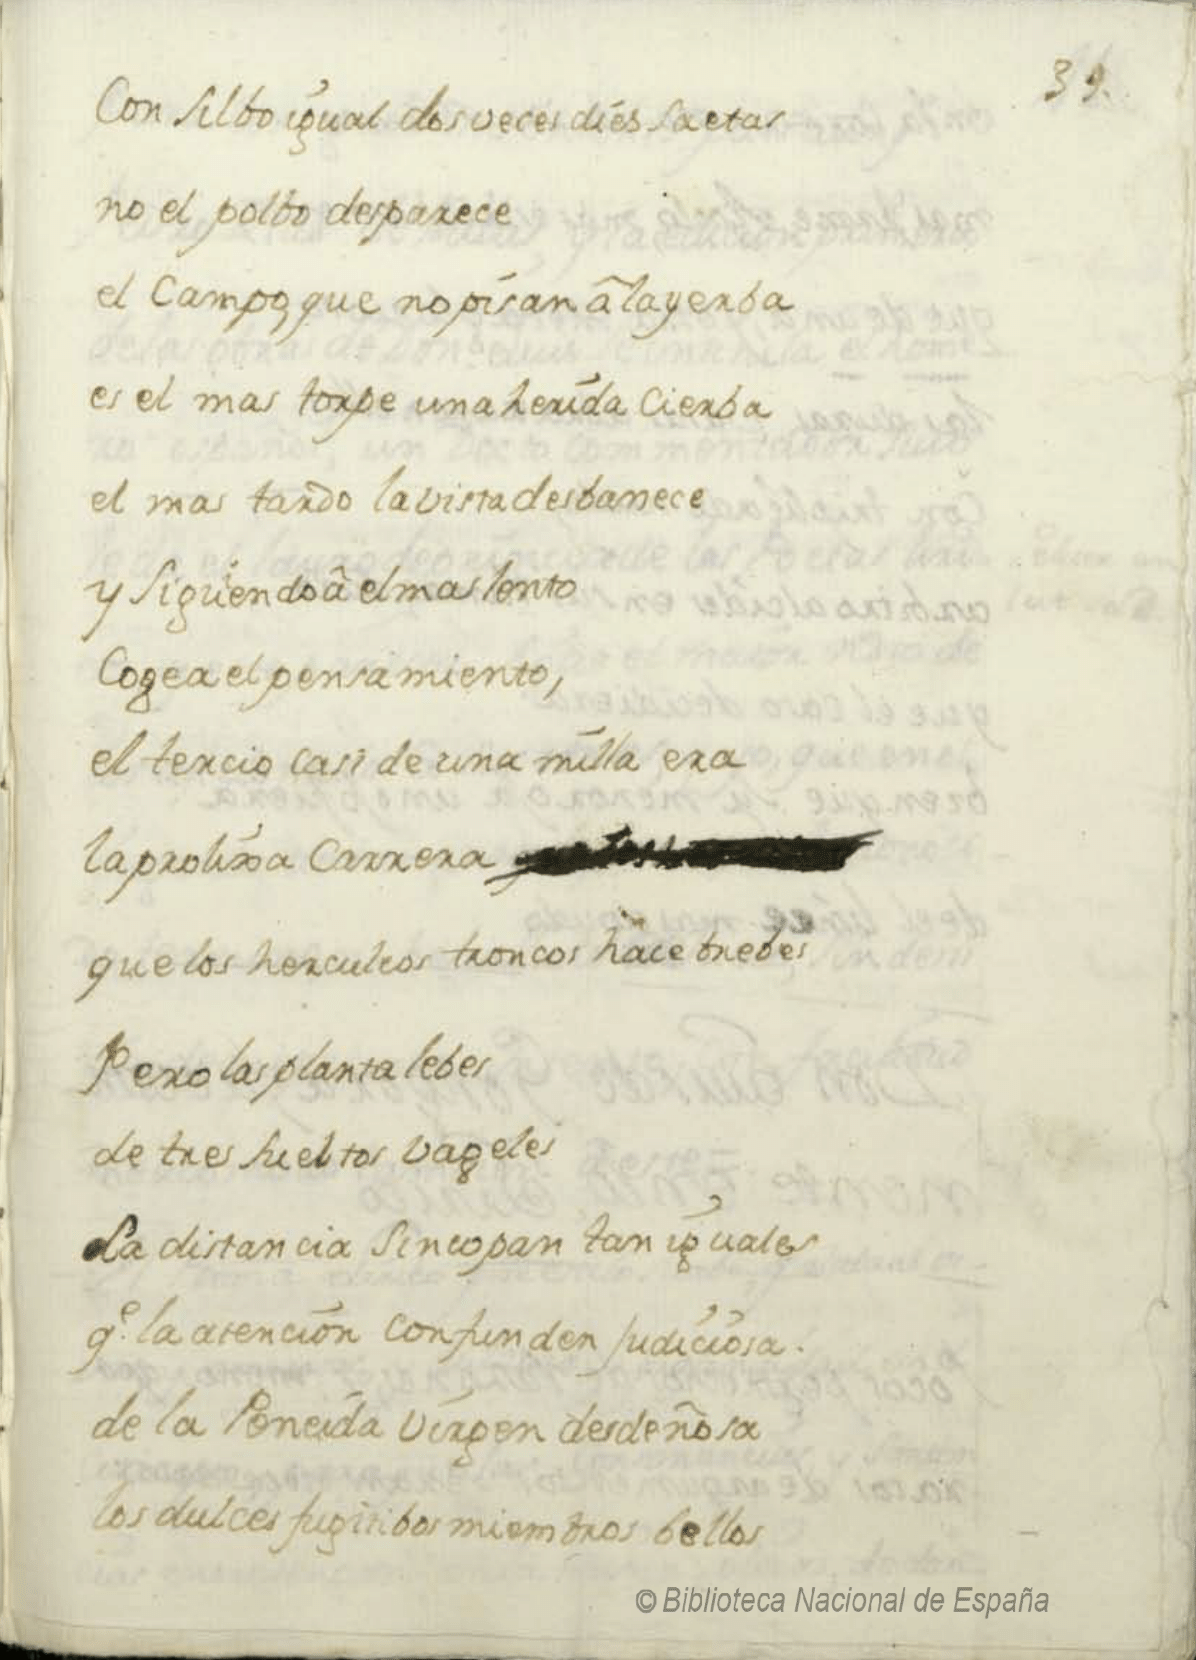 39.
Con silbo igual dos veces diés saetas
no el polbo desparece
el Campo, que no pisan â la yerba
es el mas torpe una herida Cierba
el mas tardo la vista desbanece
y siguiendo â el mas lento
Cogea el pensamiento,
el tercio casi de una milla era
la prolixa Carrera
que los herculeos troncos hace brebes
Pero las planta lebes
de tres sueltos vageles
La distancia sincopan tan iguales
q.e la atención confunden judiciosa.
de la Peneida Virgen desdeñosa
los dulces fugitibos miembros bellos
© Biblioteca Nacional de España